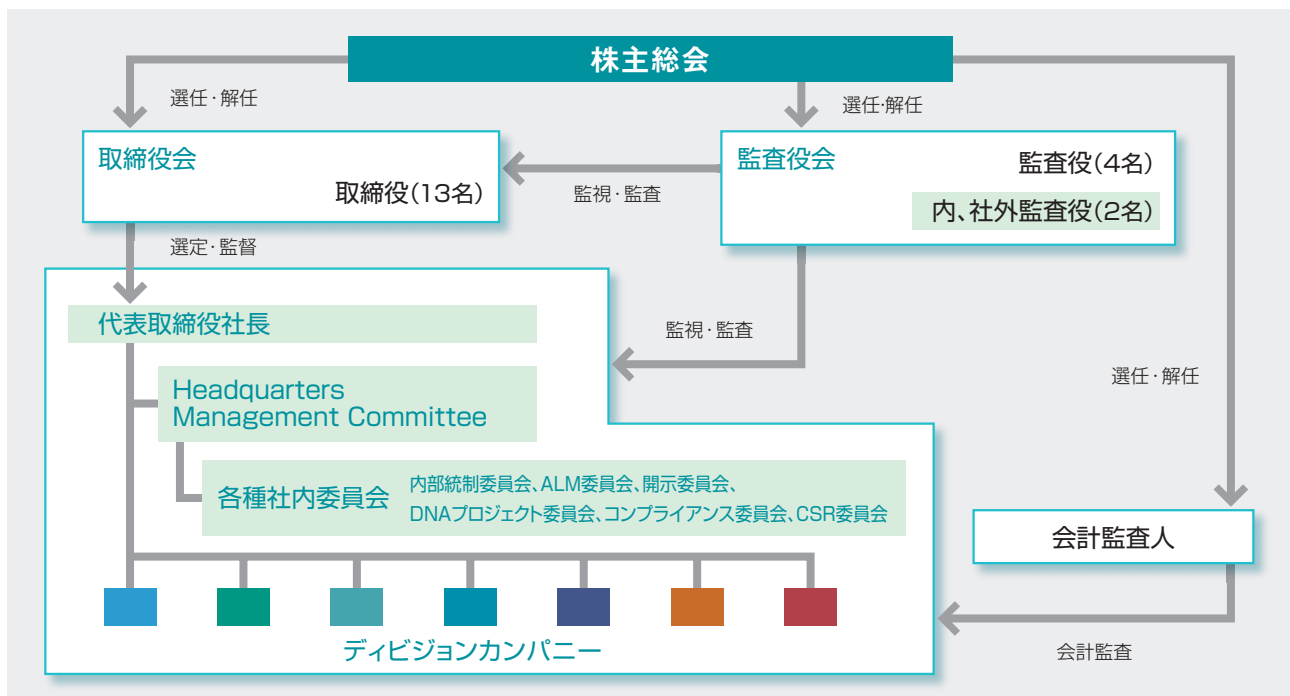 株主総会
選任・解任
選任・解任
取締役会
取締役(13名)
監視・監査
監査役会
監査役(4名)
内、社外監査役(2名)
選定・監督
代表取締役社長
監視・監査
選任・解任
Headquarters
Management Committee
各種社内委員会
内部統制委員会、ALM委員会、開示委員会、
DNAプロジェクト委員会、コンプライアンス委員会、CSR委員会
会計監査人
ディビジョンカンパニー
会計監査